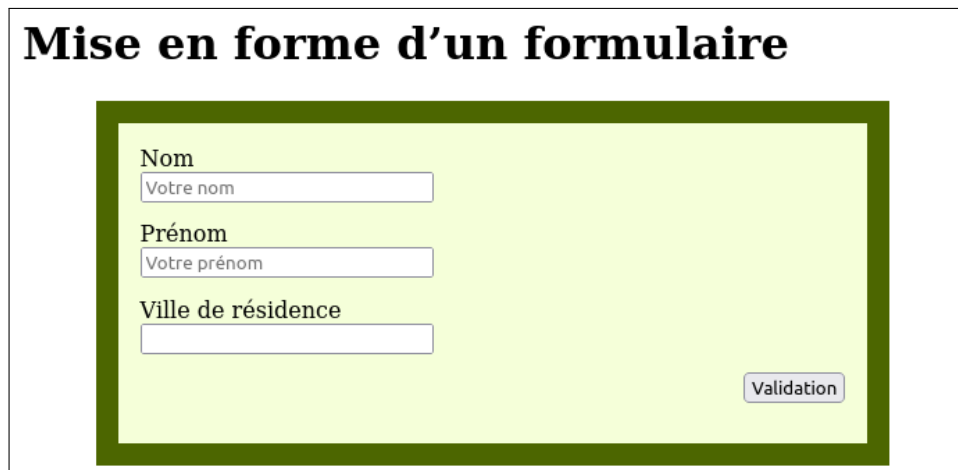 Mise en forme d’un formulaire
Nom
Votre nom
Prénom
Votre prénom
Ville de résidence
Validation